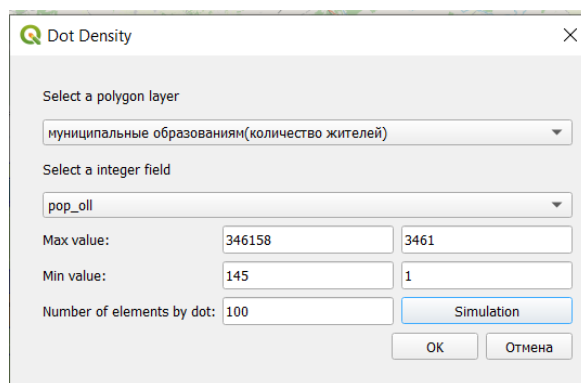 Dot Density
Select a polygon layer
муниципальные образованиям(количество жителей)
Select a integer field
pop_oll
Max value: 346158 3461
Min value: 145 1
Number of elements by dot: 100 Simulation
OK Отмена